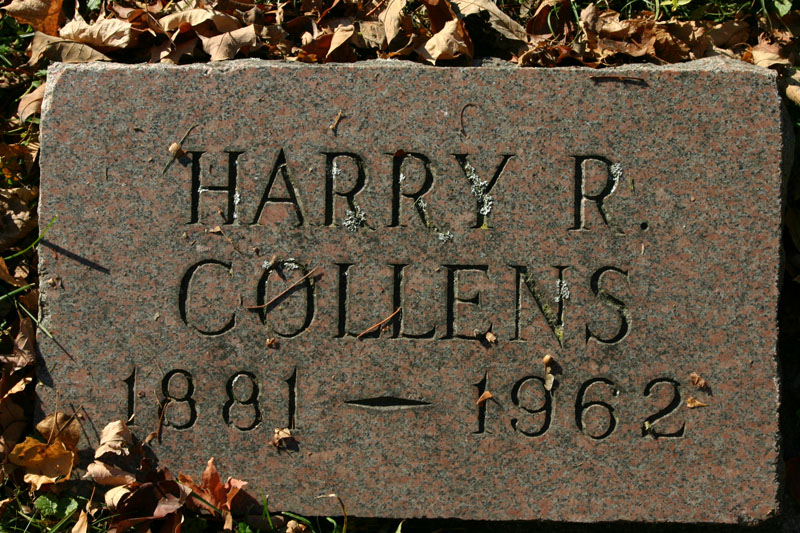 HARRY R.
COLLENS
1881 — 1962